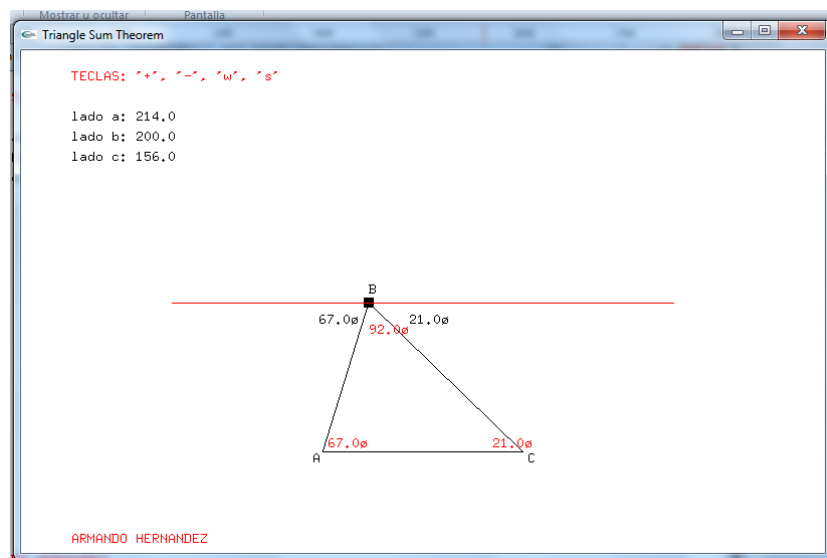 Mostrar u ocultar Pantalla
Triangle Sum Theorem
TECLAS: '+', '-', 'w', 's'
lado a: 214.0
lado b: 200.0
lado c: 156.0
B
67.0ø 21.0ø
92.0ø
67.0ø 21.0ø
A C
ARMANDO HERNANDEZ